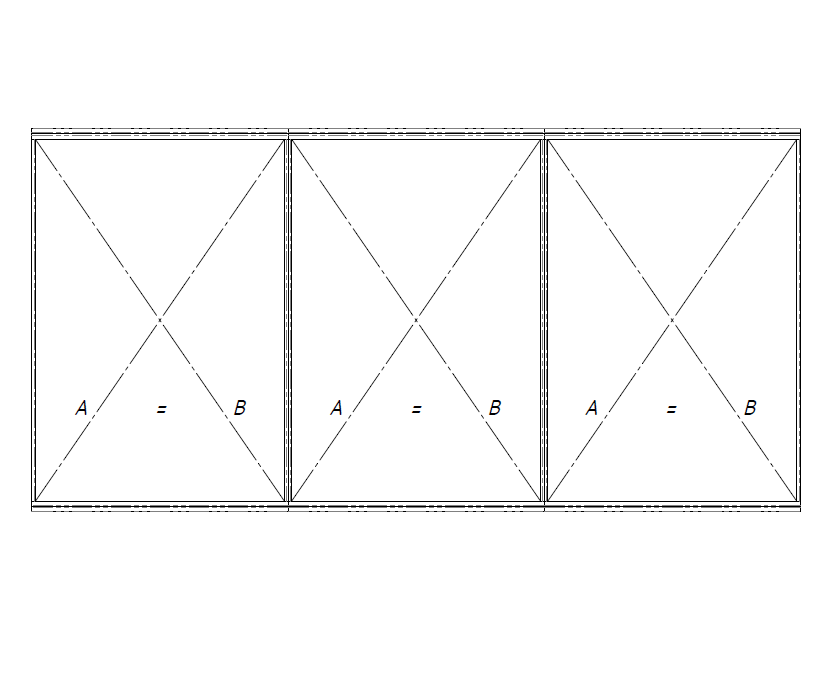 A = B A = B A = B